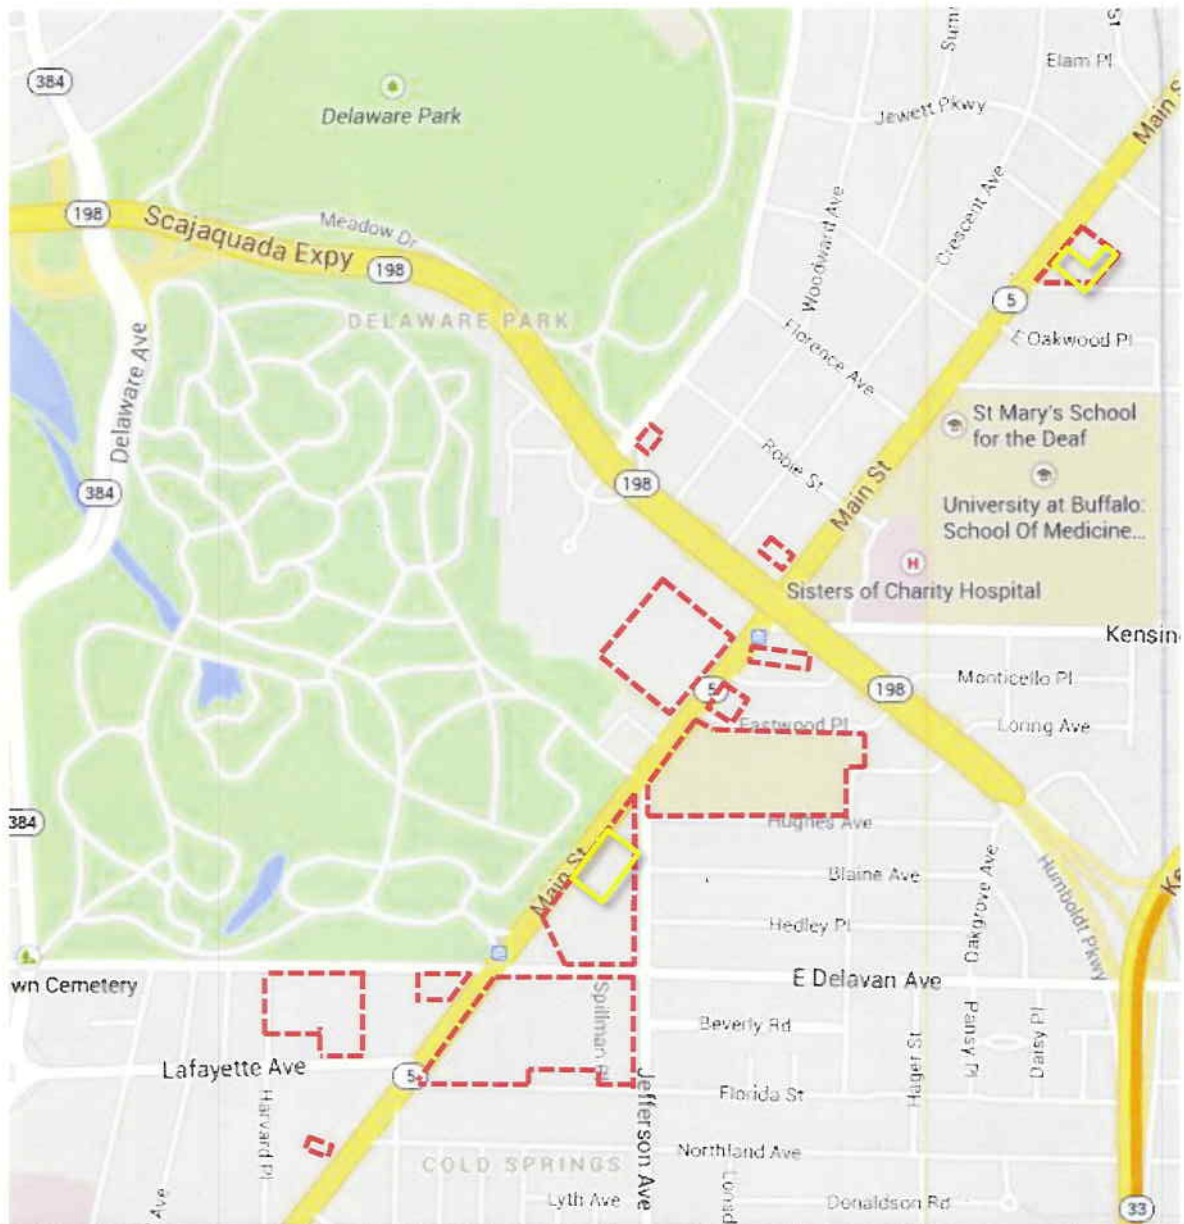 384
Delaware Park
Elam Pl
St
Main S
Jewett Pkwy
198
Scajaquada Expy
Meadow Dr
198
Woodward Ave
Crescent Ave
DELAWARE PARK
5
E Oakwood Pl
Florence Ave
Delaware Ave
St Mary's School
for the Deaf
Robie St
384
198
Main St
University at Buffalo:
School Of Medicine...
H
Sisters of Charity Hospital
Kensin
5
198
Monticello Pl
Eastwood Pl
Loring Ave
384
Hughes Ave
Main St
Blaine Ave
Oakgrove Ave
Humboldt Pkwy
Ke
Hedley Pl
wn Cemetery
E Delavan Ave
Spillman Pl
Beverly Rd
Hager St
Pansy Pl
Daisy Pl
Lafayette Ave
5
Harvard Pl
Jefferson Ave
Florida St
COLD SPRINGS
Northland Ave
Ave
Lyth Ave
Lonsd
Donaldson Rd
33